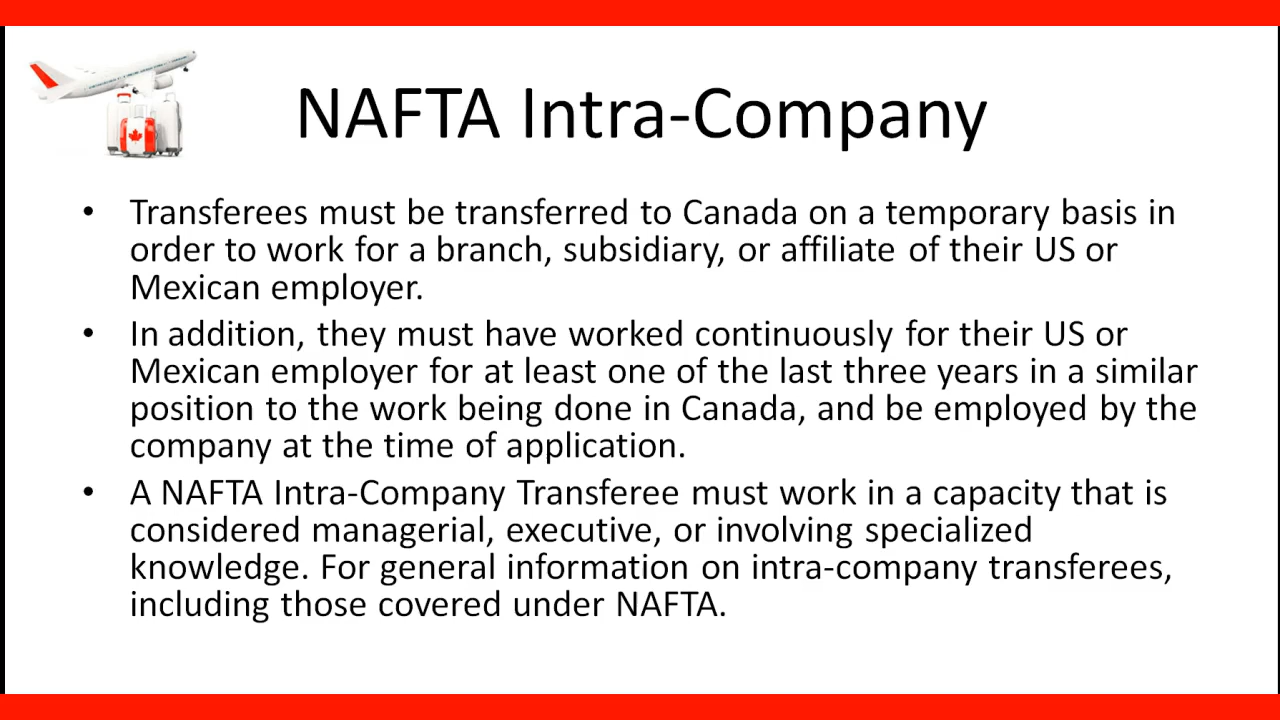 NAFTA Intra-Company
• Transferees must be transferred to Canada on a temporary basis in
order to work for a branch, subsidiary, or affiliate of their US or
Mexican employer.
• In addition, they must have worked continuously for their US or
Mexican employer for at least one of the last three years in a similar
position to the work being done in Canada, and be employed by the
company at the time of application.
• A NAFTA Intra-Company Transferee must work in a capacity that is
considered managerial, executive, or involving specialized
knowledge. For general information on intra-company transferees,
including those covered under NAFTA.